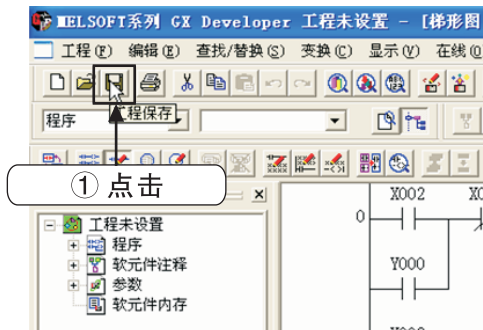 MELSOFT系列 GX Developer 工程未设置 - [梯形图
工程(F) 编辑(E) 查找/替换(S) 变换(C) 显示(V) 在线(O
程序
工程保存
① 点击
工程未设置
程序
软元件注释
参数
软元件内存
X002
0
Y000